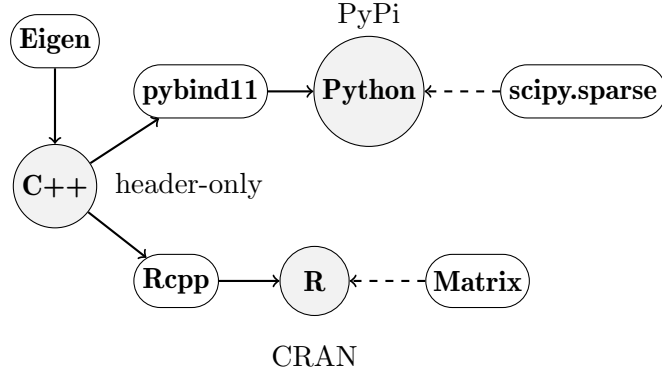 PyPi
Eigen
pybind11
Python
scipy.sparse
C++
header-only
Rcpp
R
Matrix
CRAN